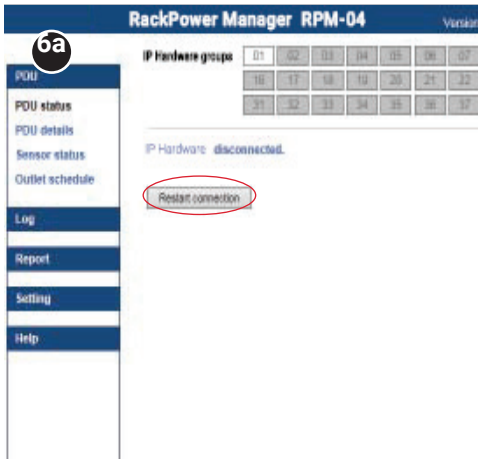 RackPower Manager RPM-04 Version
6a
IP Hardware groups 01 02 03 04 05 06 07
16 17 18 19 20 21 22
31 32 33 34 35 36 37
PDU
PDU status
PDU details
Sensor status
Outlet schedule
Log
Report
Setting
Help
IP Hardware disconnected.
Restart connection